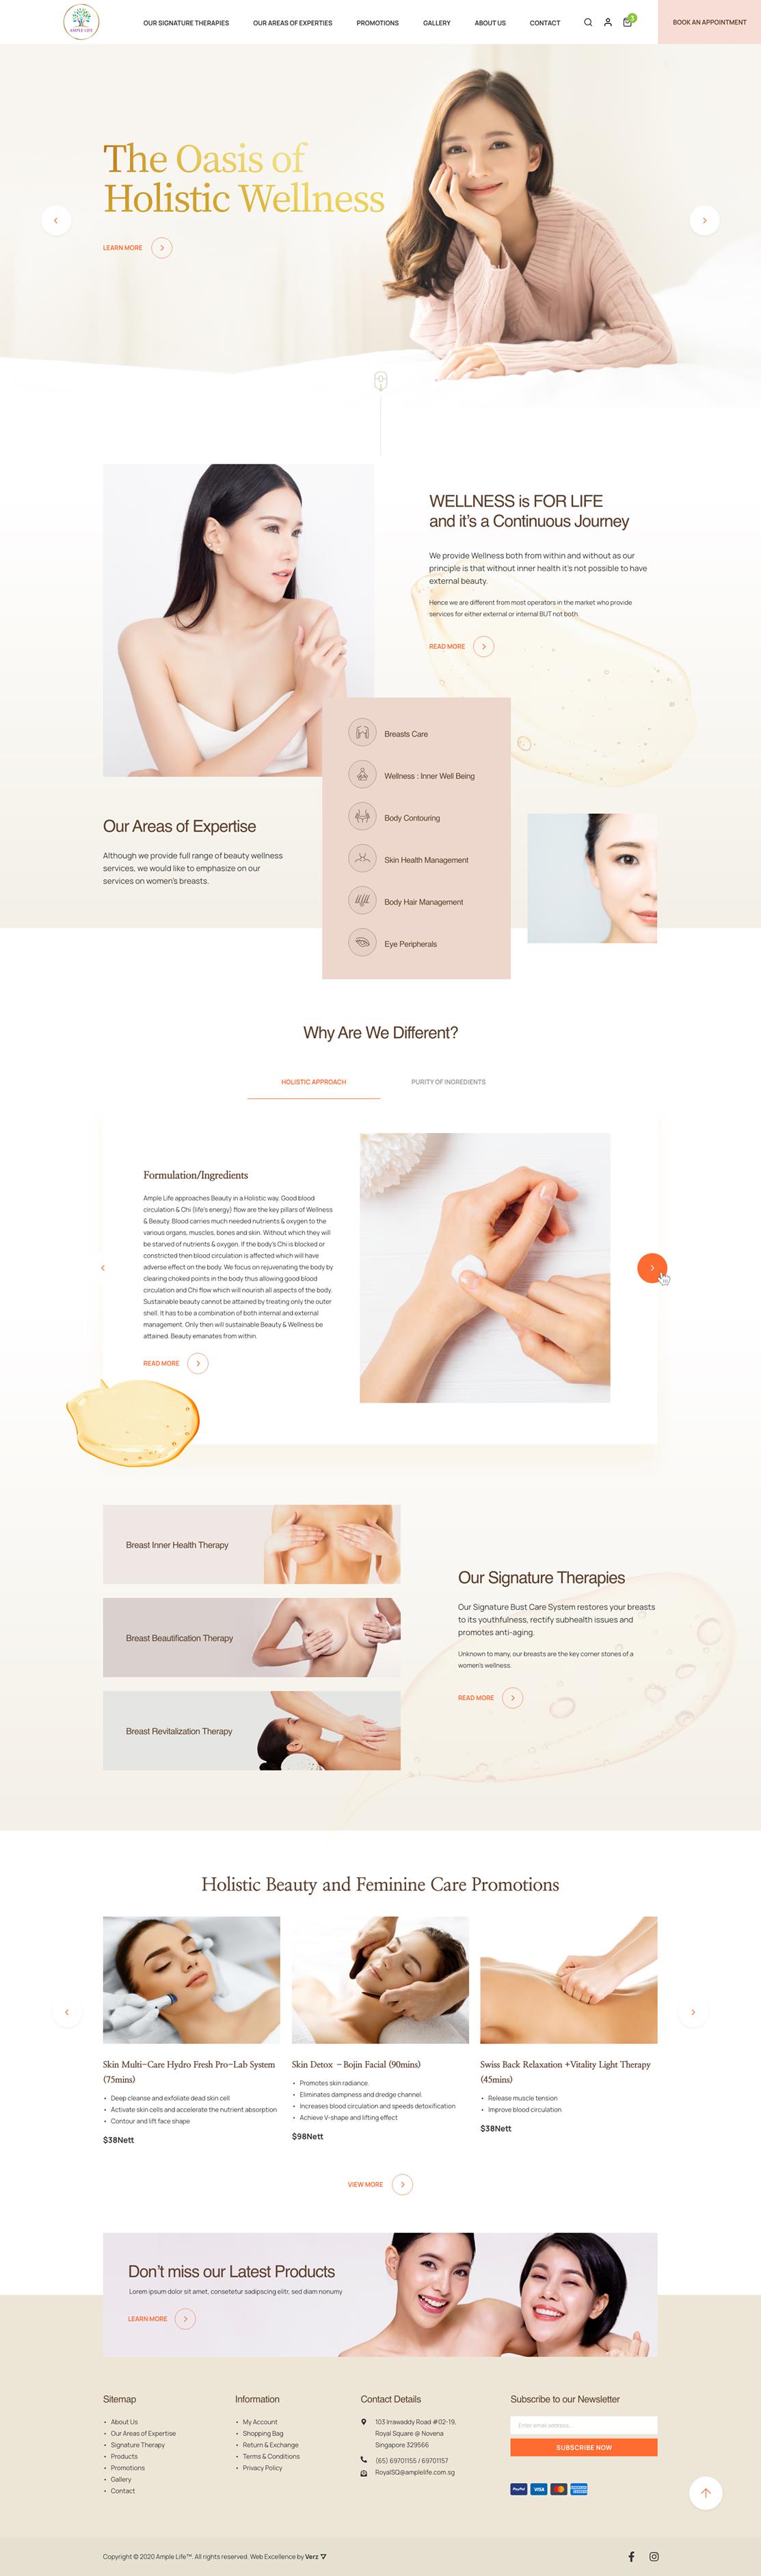 AMPLE LIFE
OUR SIGNATURE THERAPIES
OUR AREAS OF EXPERTIES
PROMOTIONS
GALLERY
ABOUT US
CONTACT
3
BOOK AN APPOINTMENT
The Oasis of
Holistic Wellness
LEARN MORE
WELLNESS is FOR LIFE
and it's a Continuous Journey
We provide Wellness both from within and without as our
principle is that without inner health it's not possible to have
external beauty.
Hence we are different from most operators in the market who provide
services for either external or internal BUT not both.
READ MORE
Breasts Care
Wellness : Inner Well Being
Body Contouring
Skin Health Management
Body Hair Management
Eye Peripherals
Our Areas of Expertise
Although we provide full range of beauty wellness
services, we would like to emphasize on our
services on women's breasts.
Why Are We Different?
HOLISTIC APPROACH
PURITY OF INGREDIENTS
Formulation/Ingredients
Ample Life approaches Beauty in a Holistic way. Good blood
circulation & Chi (life's energy) flow are the key pillars of Wellness
& Beauty. Blood carries much needed nutrients & oxygen to the
various organs, muscles, bones and skin. Without which they will
be starved of nutrients & oxygen. If the body's Chi is blocked or
constricted then blood circulation is affected which will have
adverse effect on the body. We focus on rejuvenating the body by
clearing choked points in the body thus allowing good blood
circulation and Chi flow which will nourish all aspects of the body.
Sustainable beauty cannot be attained by treating only the outer
shell. It has to be a combination of both internal and external
management. Only then will sustainable Beauty & Wellness be
attained. Beauty emanates from within.
READ MORE
Breast Inner Health Therapy
Breast Beautification Therapy
Breast Revitalization Therapy
Our Signature Therapies
Our Signature Bust Care System restores your breasts
to its youthfulness, rectify subhealth issues and
promotes anti-aging.
Unknown to many, our breasts are the key corner stones of a
women's wellness.
READ MORE
Holistic Beauty and Feminine Care Promotions
Skin Multi-Care Hydro Fresh Pro-Lab System
(75mins)
• Deep cleanse and exfoliate dead skin cell
• Activate skin cells and accelerate the nutrient absorption
• Contour and lift face shape
$38Nett
Skin Detox - Bojin Facial (90mins)
• Promotes skin radiance.
• Eliminates dampness and dredge channel.
• Increases blood circulation and speeds detoxification
• Achieve V-shape and lifting effect
$98Nett
Swiss Back Relaxation +Vitality Light Therapy
(45mins)
• Release muscle tension
• Improve blood circulation
$38Nett
VIEW MORE
Don't miss our Latest Products
Lorem ipsum dolor sit amet, consetetur sadipscing elitr, sed diam nonumy
LEARN MORE
Sitemap
• About Us
• Our Areas of Expertise
• Signature Therapy
• Products
• Promotions
• Gallery
• Contact
Information
• My Account
• Shopping Bag
• Return & Exchange
• Terms & Conditions
• Privacy Policy
Contact Details
103 Irrawaddy Road #02-19,
Royal Square @ Novena
Singapore 329566
(65) 69701155 / 69701157
RoyalSQ@amplelife.com.sg
Subscribe to our Newsletter
Enter email address...
SUBSCRIBE NOW
PayPal
VISA
Copyright © 2020 Ample Life™. All rights reserved. Web Excellence by Verz